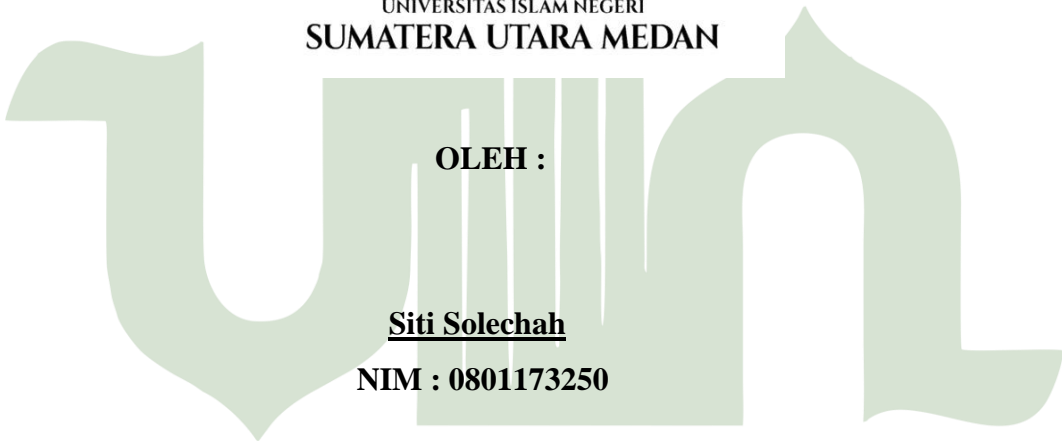 UNIVERSITAS ISLAM NEGERI
SUMATERA UTARA MEDAN
OLEH :
Siti Solechah
NIM : 0801173250